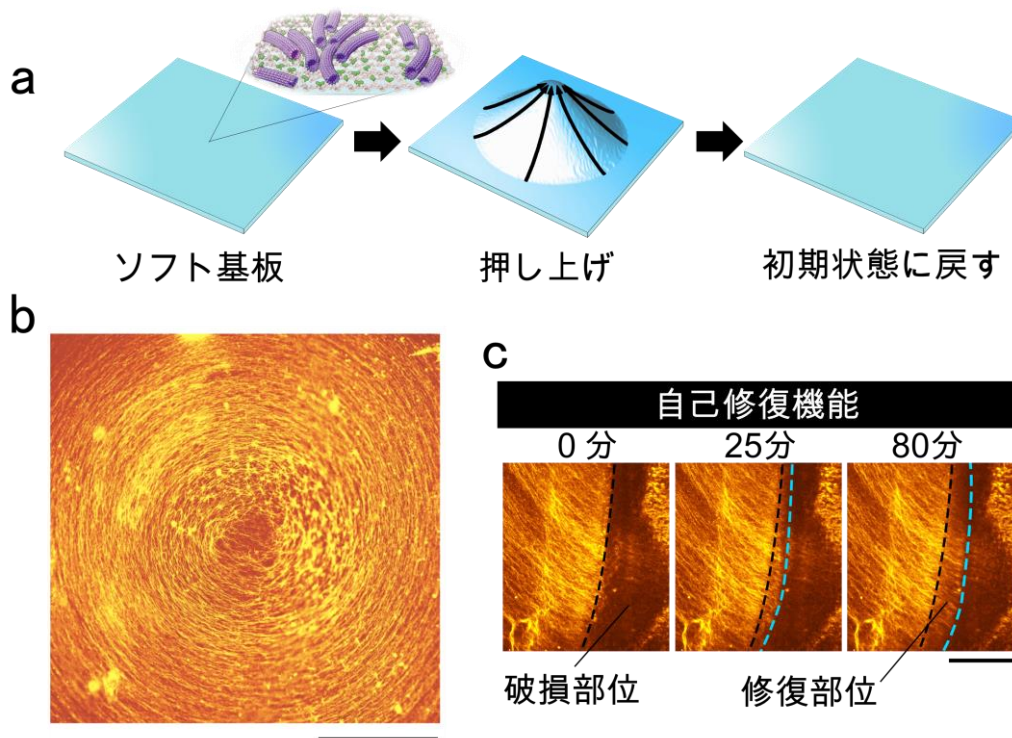 a
ソフト基板
押し上げ
初期状態に戻す
b
c
自己修復機能
0 分
25分
80分
破損部位
修復部位